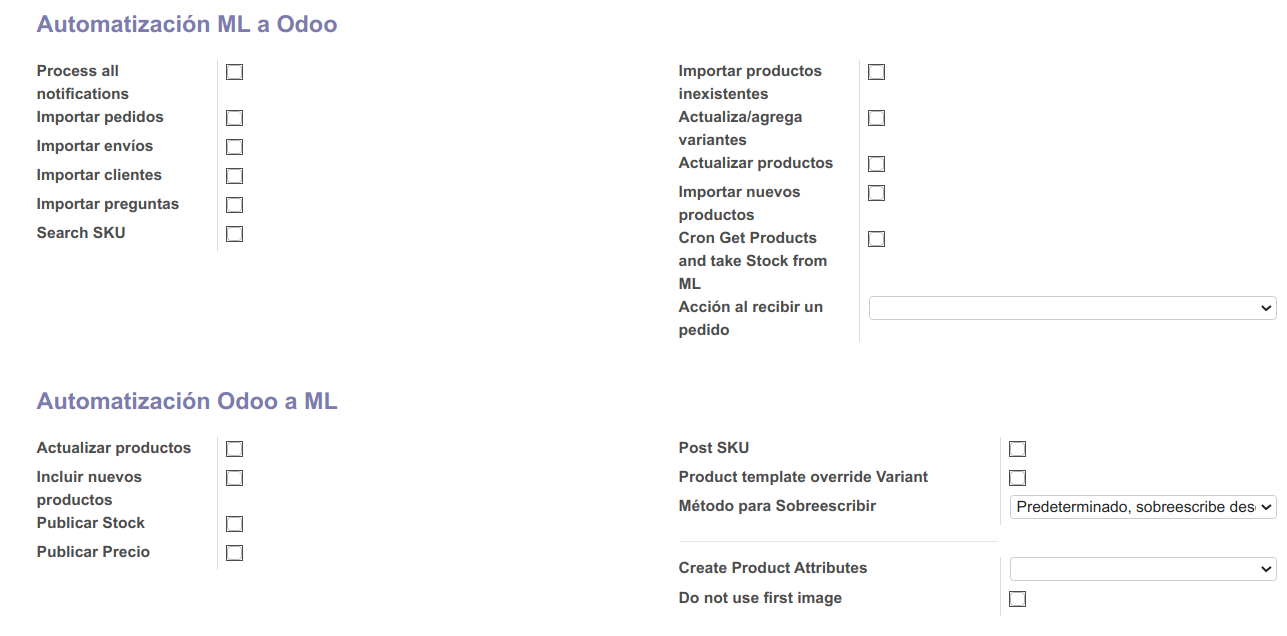 Automatización ML a Odoo
Process all
notifications
Importar pedidos
Importar envíos
Importar clientes
Importar preguntas
Search SKU
Importar productos
inexistentes
Actualiza/agrega
variantes
Actualizar productos
Importar nuevos
productos
Cron Get Products
and take Stock from
ML
Acción al recibir un
pedido
Automatización Odoo a ML
Actualizar productos
Incluir nuevos
productos
Publicar Stock
Publicar Precio
Post SKU
Product template override Variant
Método para Sobreescribir
Predeterminado, sobreescribe des
Create Product Attributes
Do not use first image